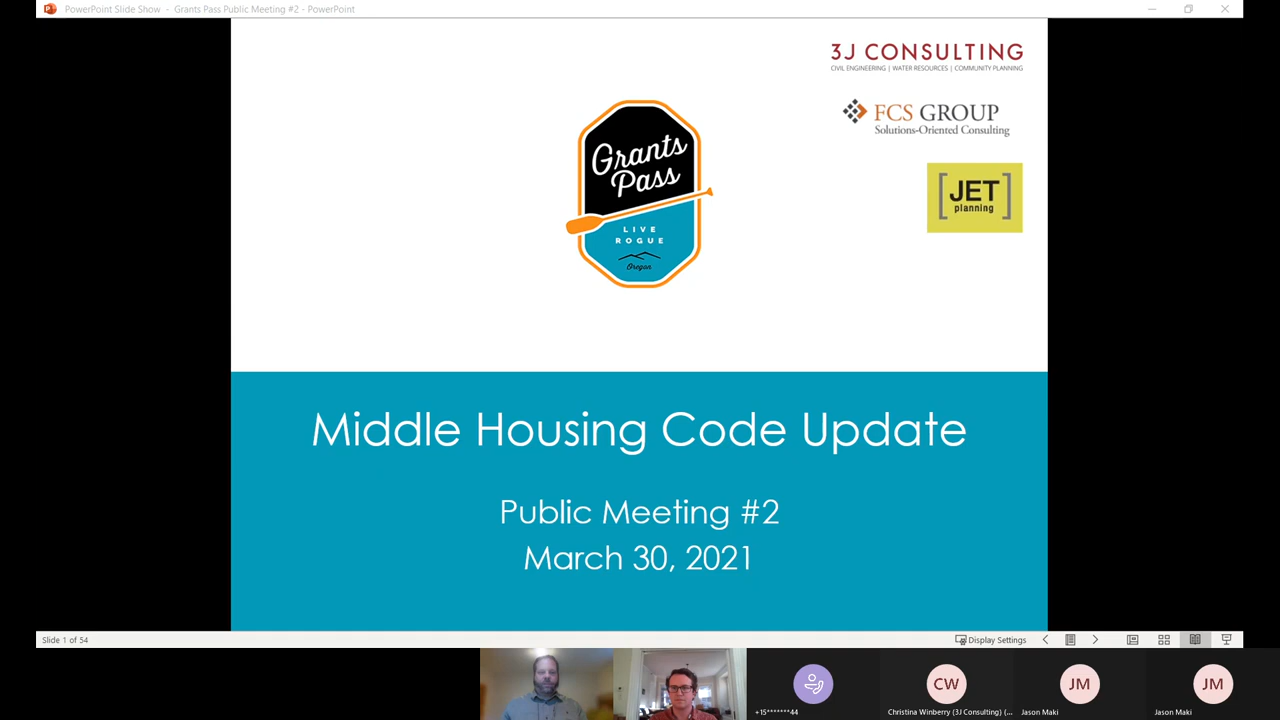 PowerPoint Slide Show - Grants Pass Public Meeting #2 - PowerPoint
3J CONSULTING
CIVIL ENGINEERING | WATER RESOURCES | COMMUNITY PLANNING
FCS GROUP
Solutions-Oriented Consulting
[JET
planning]
Grants
Pass
LIVE
ROGUE
Oregon
Middle Housing Code Update
Public Meeting #2
March 30, 2021
Slide 1 of 54
Display Settings
CW
JM
JM
+15*******44
Christina Winberry (3J Consulting) (...
Jason Maki
Jason Maki